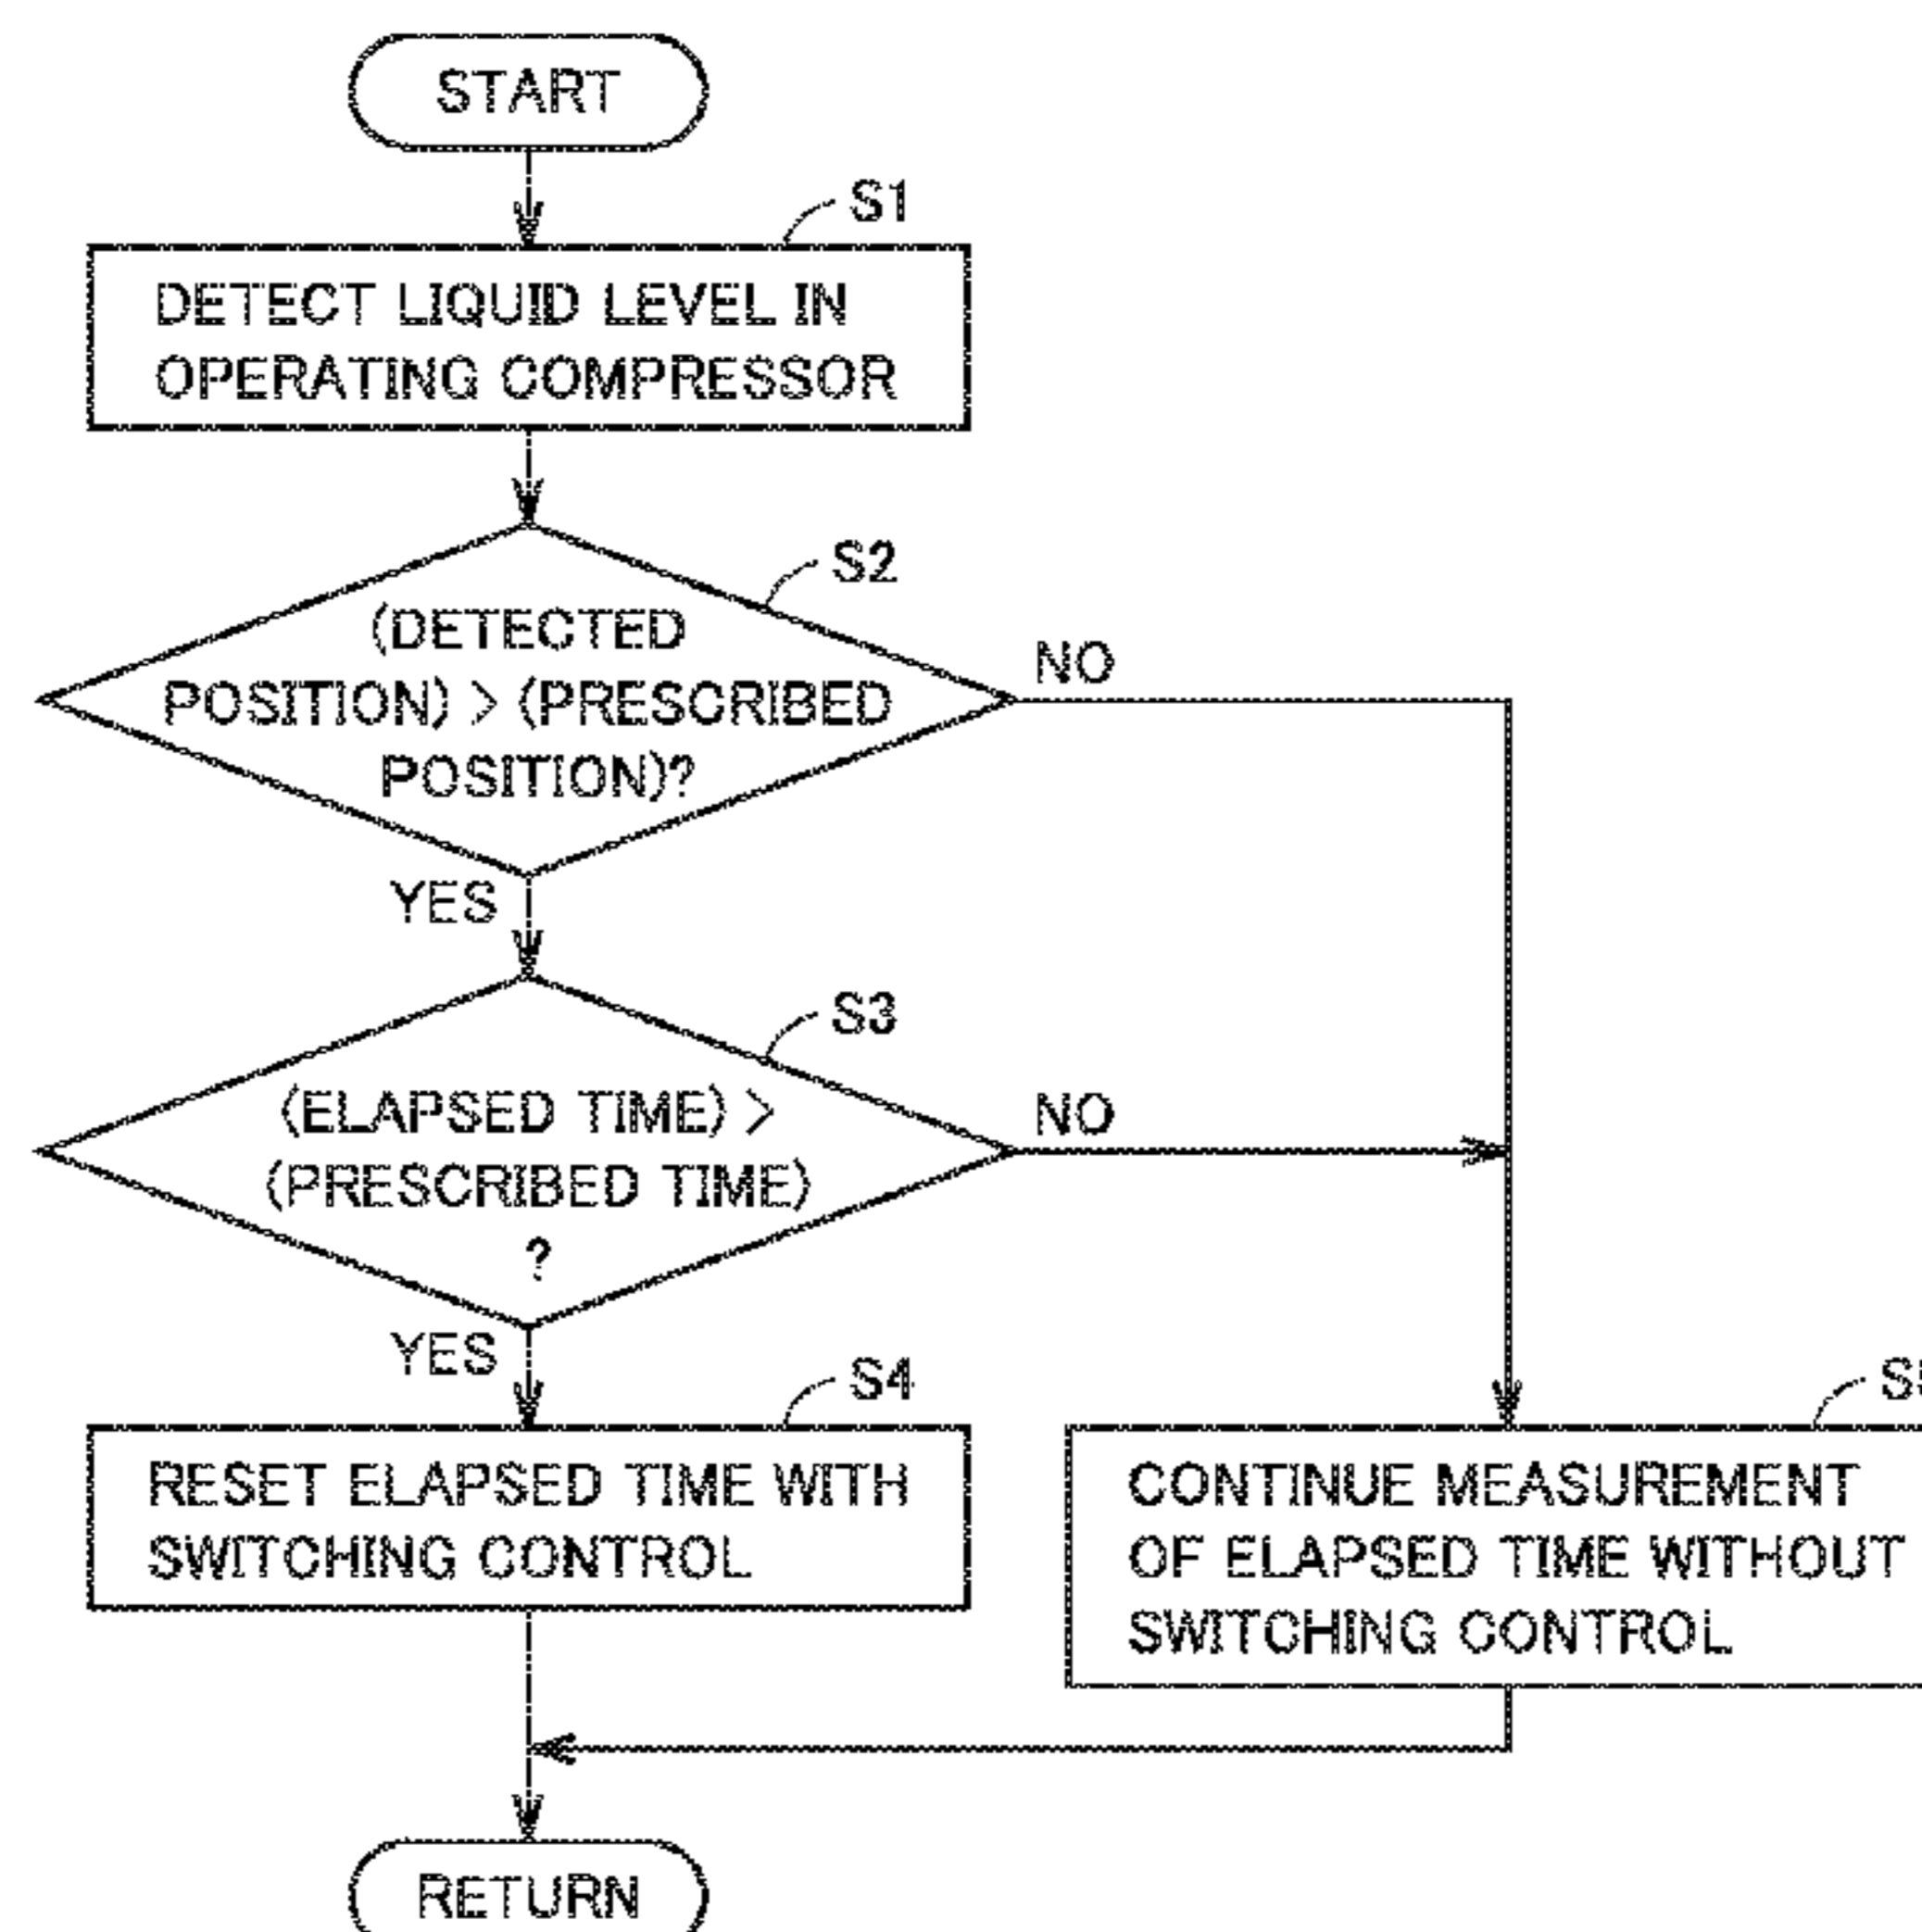 START
S1
DETECT LIQUID LEVEL IN
OPERATING COMPRESSOR
S2
(DETECTED
POSITION) > (PRESCRIBED
POSITION)?
NO
YES
S3
(ELAPSED TIME) >
(PRESCRIBED TIME)
?
NO
YES
S4
RESET ELAPSED TIME WITH
SWITCHING CONTROL
CONTINUE MEASUREMENT
OF ELAPSED TIME WITHOUT
SWITCHING CONTROL
RETURN